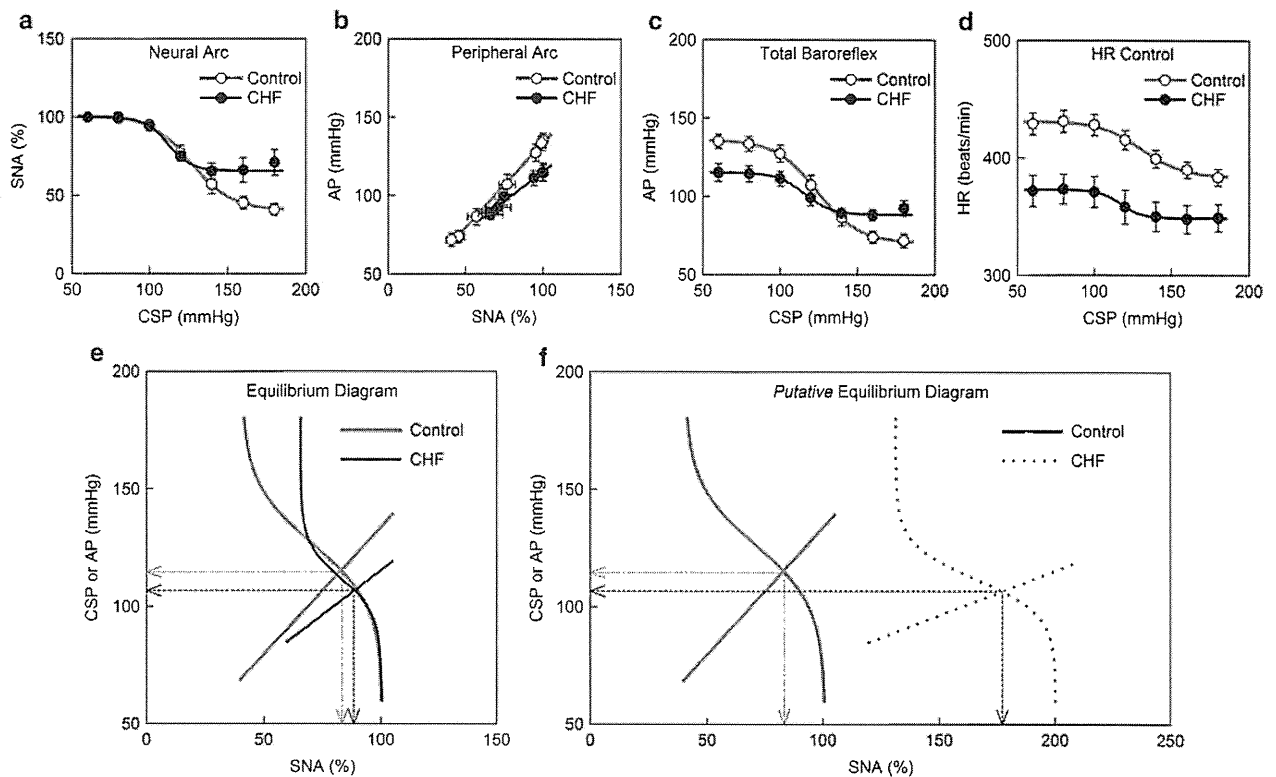 a
Neural Arc
Control
CHF
150
100
50
0
SNA (%)
50
100
150
200
CSP (mmHg)
b
Peripheral Arc
Control
CHF
200
150
100
50
AP (mmHg)
0
50
100
150
SNA (%)
c
Total Baroreflex
Control
CHF
200
150
100
50
AP (mmHg)
50
100
150
200
CSP (mmHg)
d
HR Control
Control
CHF
500
400
300
HR (beats/min)
50
100
150
200
CSP (mmHg)
e
Equilibrium Diagram
Control
CHF
200
150
100
50
CSP or AP (mmHg)
0
50
100
150
SNA (%)
f
Putative Equilibrium Diagram
Control
CHF
200
150
100
50
CSP or AP (mmHg)
0
50
100
150
200
250
SNA (%)